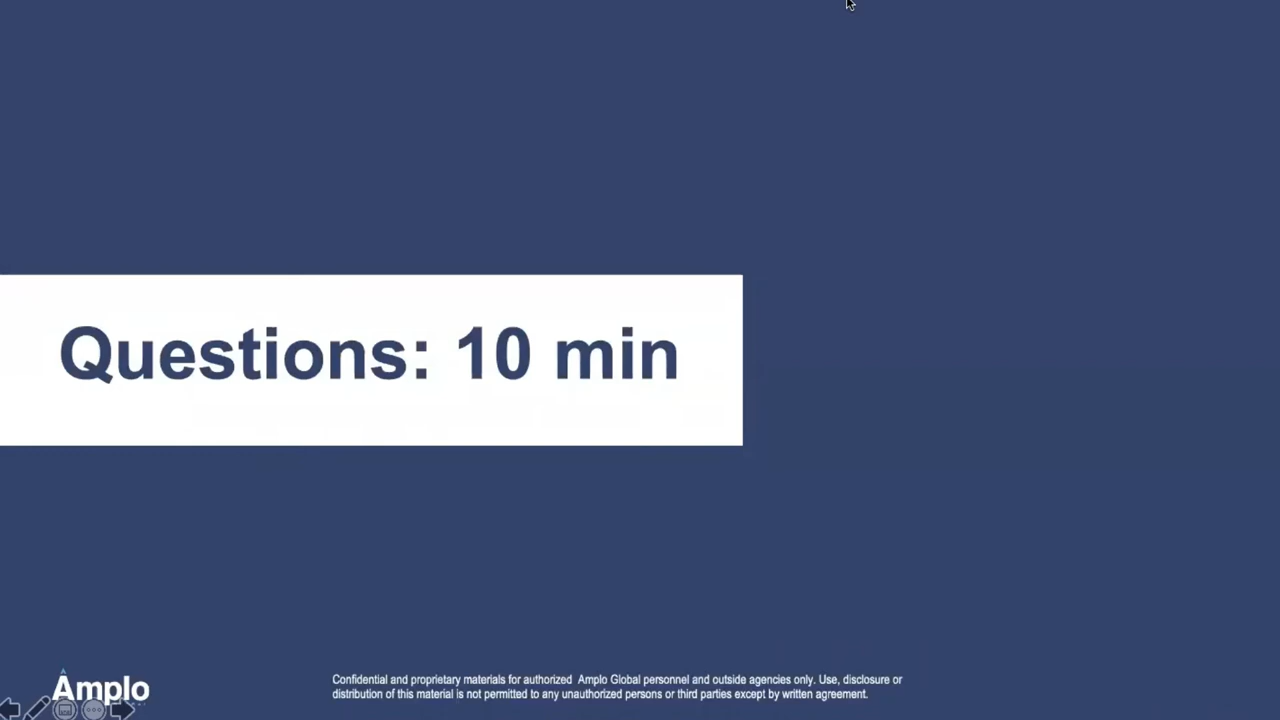 Questions: 10 min
Amplo
Confidential and proprietary materials for authorized Amplo Global personnel and outside agencies only. Use, disclosure or
distribution of this material is not permitted to any unauthorized persons or third parties except by written agreement.